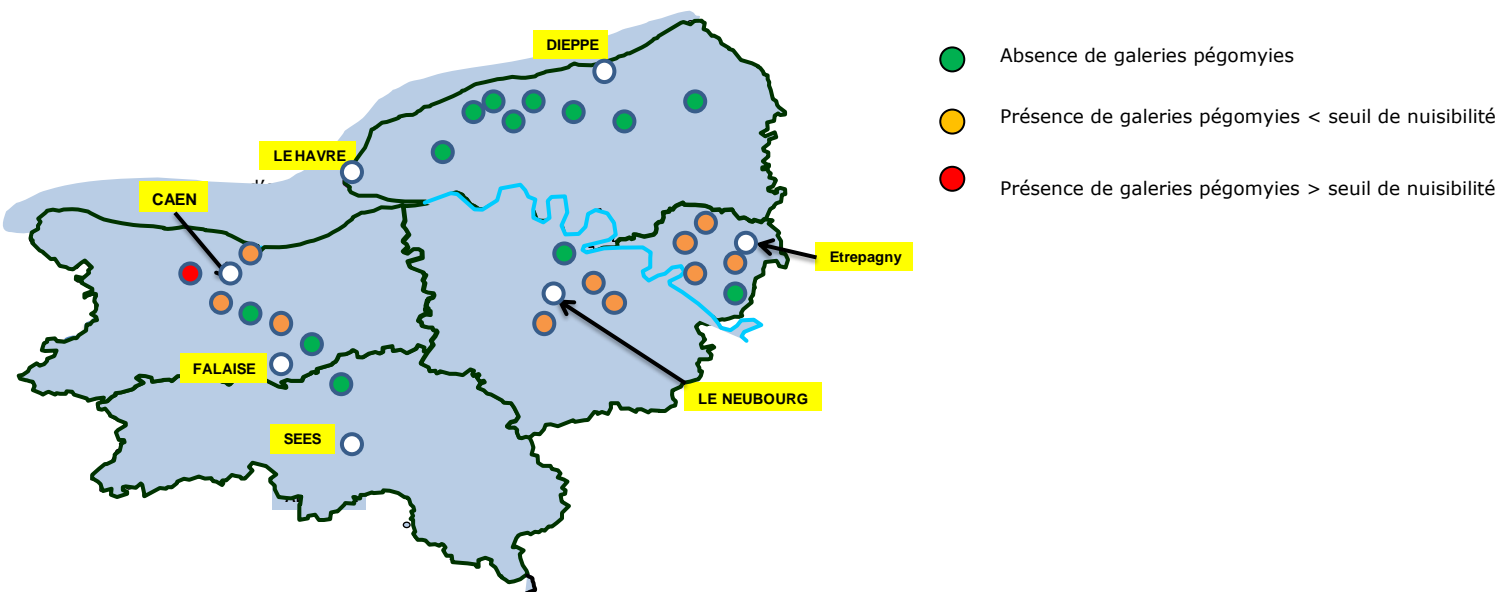 DIEPPE
Absence de galeries pégomyies
Présence de galeries pégomyies < seuil de nuisibilité
LE HAVRE
Présence de galeries pégomyies > seuil de nuisibilité
CAEN
Etrepagny
FALAISE
LE NEUBOURG
SEES